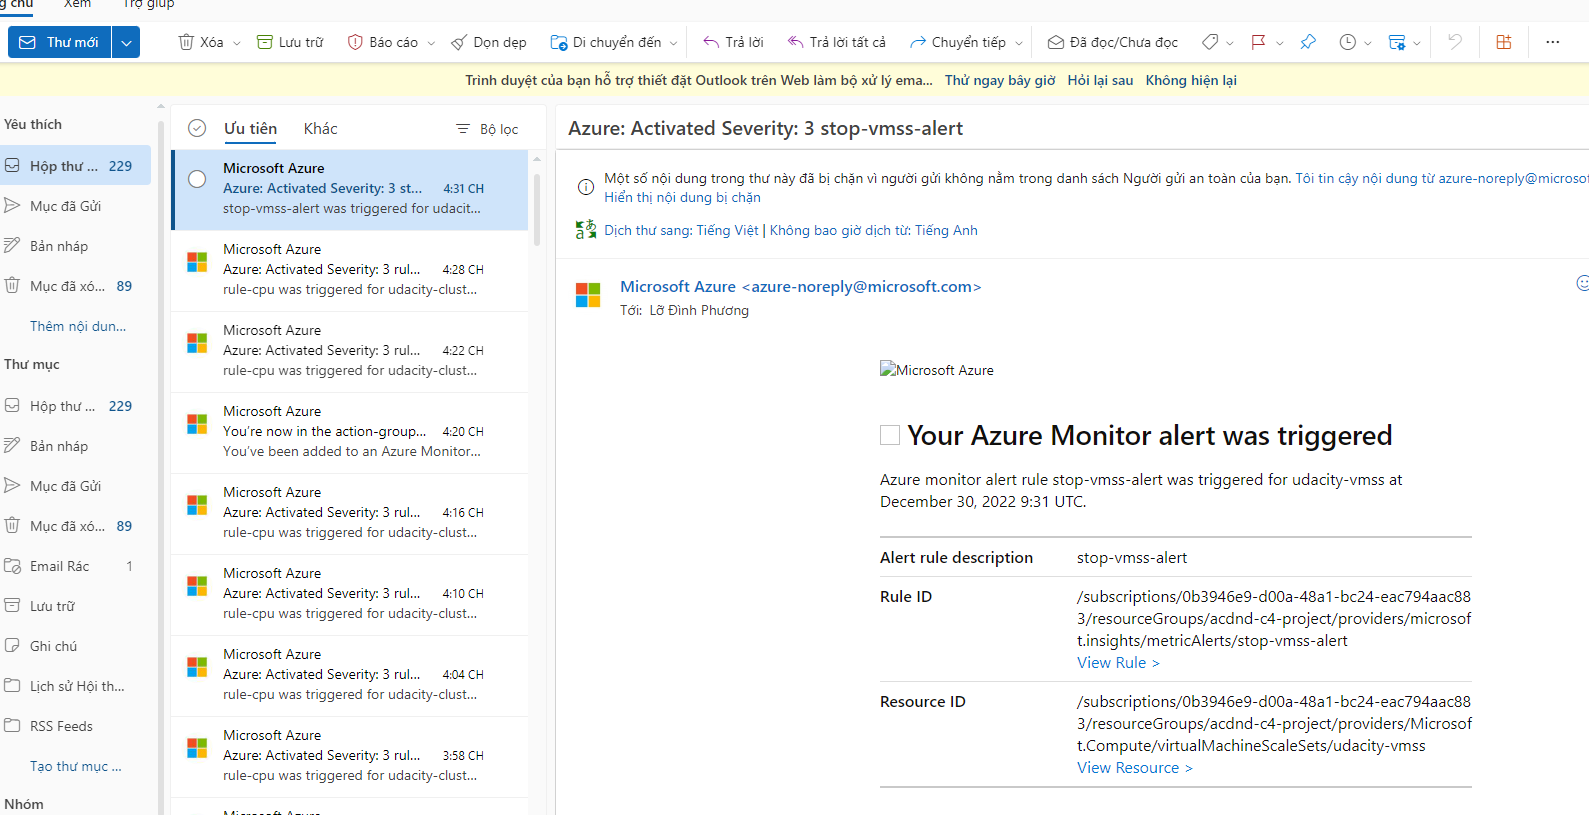 ng chủ Xem Trợ giúp
Thư mới Xóa Lưu trữ Báo cáo Dọn dẹp Di chuyển đến Trả lời Trả lời tất cả Chuyển tiếp Đã đọc/Chưa đọc
Trình duyệt của bạn hỗ trợ thiết đặt Outlook trên Web làm bộ xử lý ema... Thử ngay bây giờ Hỏi lại sau Không hiện lại
Yêu thích
Hộp thư ... 229
Mục đã Gửi
Bản nháp
Mục đã xó... 89
Thêm nội dun...
Thư mục
Hộp thư ... 229
Bản nháp
Mục đã Gửi
Mục đã xó... 89
Email Rác 1
Lưu trữ
Ghi chú
Lịch sử Hội th...
RSS Feeds
Tạo thư mục ...
Nhóm
Ưu tiên Khác Bộ lọc
Microsoft Azure
Azure: Activated Severity: 3 st... 4:31 CH
stop-vmss-alert was triggered for udacit...
Microsoft Azure
Azure: Activated Severity: 3 rul... 4:28 CH
rule-cpu was triggered for udacity-clust...
Microsoft Azure
Azure: Activated Severity: 3 rul... 4:22 CH
rule-cpu was triggered for udacity-clust...
Microsoft Azure
You're now in the action-group... 4:20 CH
You've been added to an Azure Monitor...
Microsoft Azure
Azure: Activated Severity: 3 rul... 4:16 CH
rule-cpu was triggered for udacity-clust...
Microsoft Azure
Azure: Activated Severity: 3 rul... 4:10 CH
rule-cpu was triggered for udacity-clust...
Microsoft Azure
Azure: Activated Severity: 3 rul... 4:04 CH
rule-cpu was triggered for udacity-clust...
Microsoft Azure
Azure: Activated Severity: 3 rul... 3:58 CH
rule-cpu was triggered for udacity-clust...
Microsoft Azure
Azure: Activated Severity: 3 stop-vmss-alert
Một số nội dung trong thư này đã bị chặn vì người gửi không nằm trong danh sách Người gửi an toàn của bạn. Tôi tin cậy nội dung từ azure-noreply@microsof
Hiển thị nội dung bị chặn
Dịch thư sang: Tiếng Việt | Không bao giờ dịch từ: Tiếng Anh
Microsoft Azure <azure-noreply@microsoft.com>
Tới: Lỡ Đình Phương
Microsoft Azure
Your Azure Monitor alert was triggered
Azure monitor alert rule stop-vmss-alert was triggered for udacity-vmss at
December 30, 2022 9:31 UTC.
Alert rule description stop-vmss-alert
Rule ID /subscriptions/0b3946e9-d00a-48a1-bc24-eac794aac88
3/resourceGroups/acdnd-c4-project/providers/microsof
t.insights/metricAlerts/stop-vmss-alert
View Rule >
Resource ID /subscriptions/0b3946e9-d00a-48a1-bc24-eac794aac88
3/resourceGroups/acdnd-c4-project/providers/Microsof
t.Compute/virtualMachineScaleSets/udacity-vmss
View Resource >